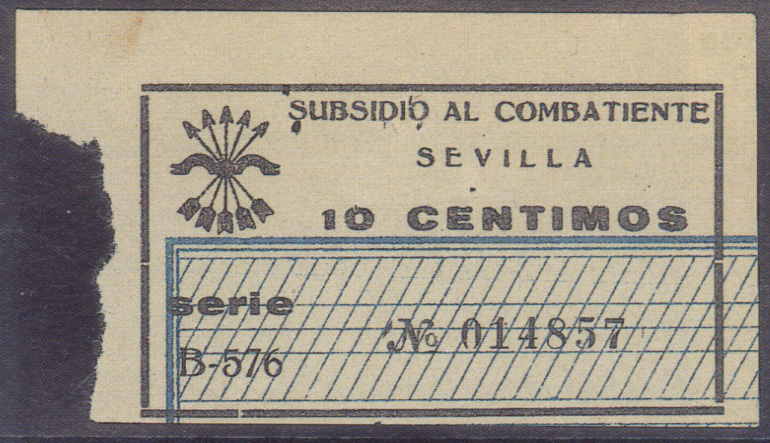 SUBSIDIO AL COMBATIENTE
SEVILLA
10 CENTIMOS
serie
B-576
№ 014857